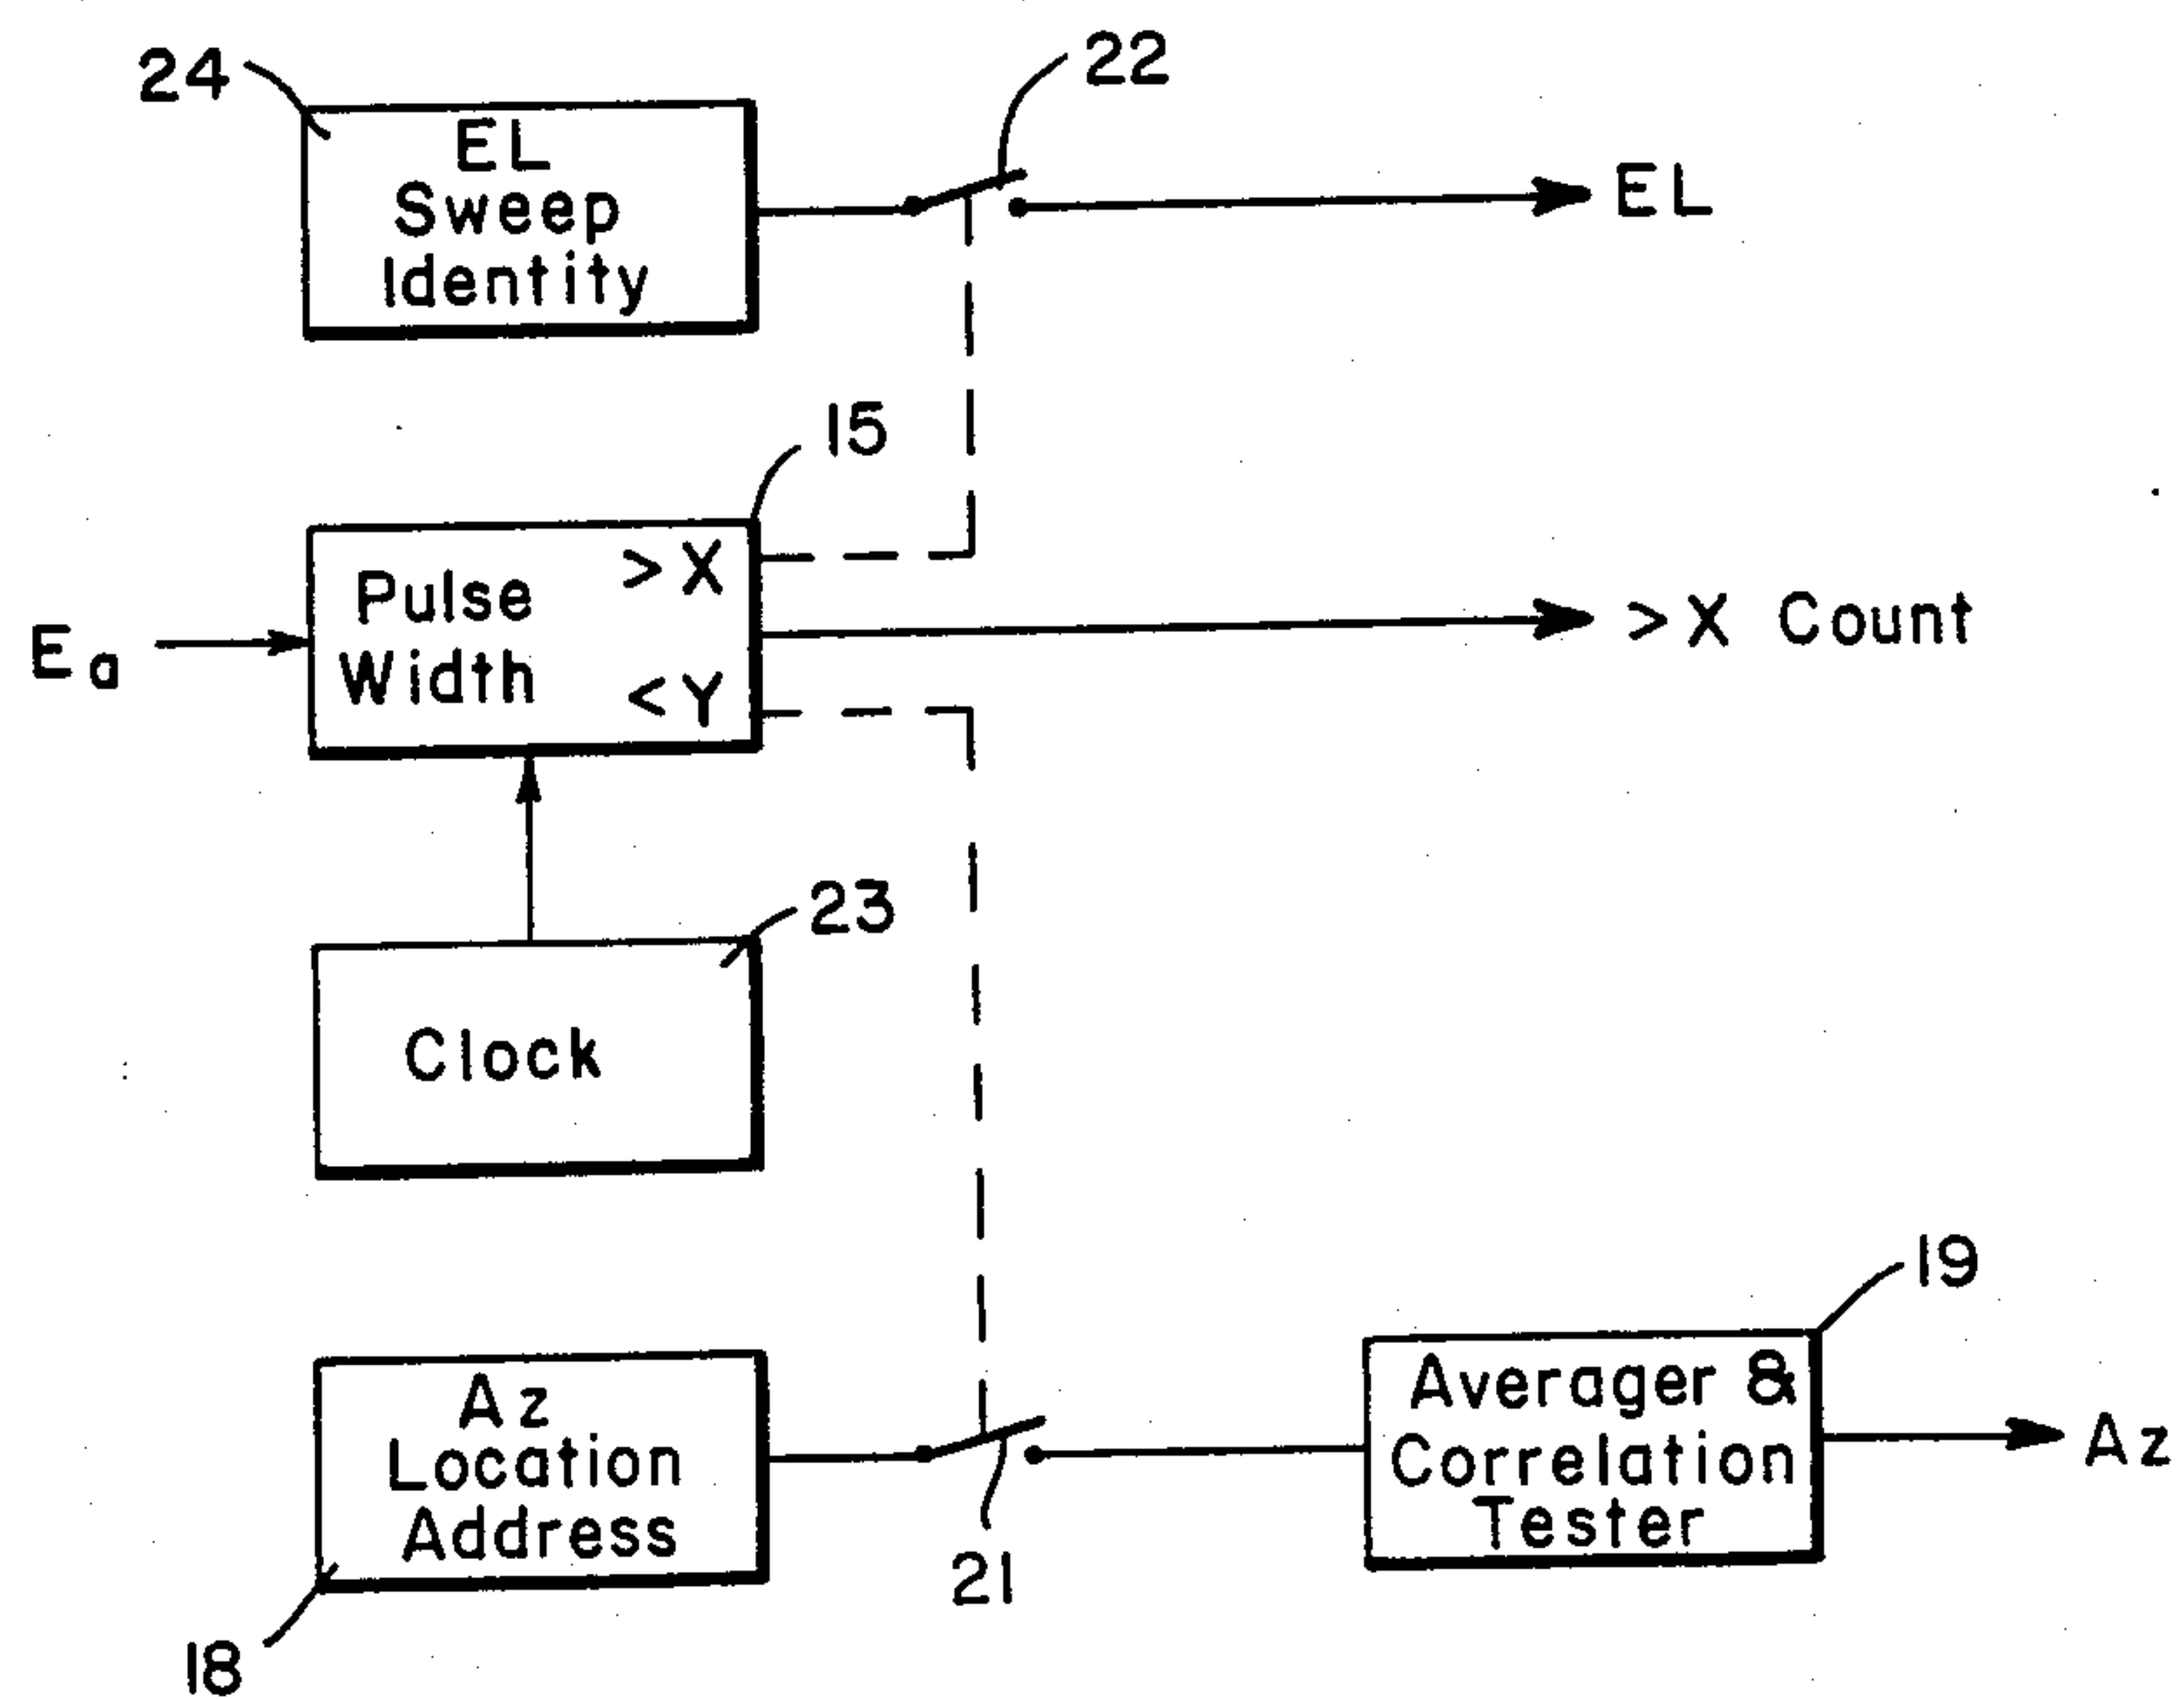 24
22
EL
Sweep
Identity
EL
15
Pulse
Width
>X
<Y
Ea
>X Count
23
Clock
19
Az
Location
Address
Averager &
Correlation
Tester
Az
21
18